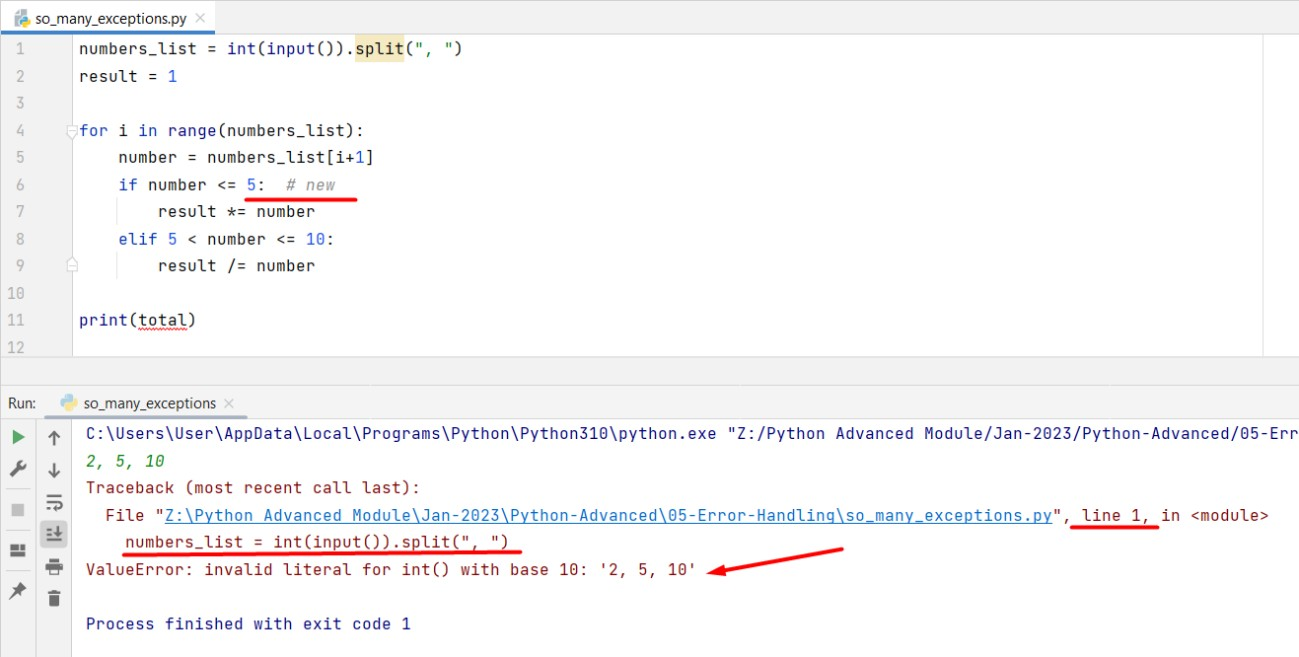 so_many_exceptions.py
1 numbers_list = int(input()).split(", ")
2 result = 1
3
4 for i in range(numbers_list):
5     number = numbers_list[i+1]
6     if number <= 5:  # new
7         result *= number
8     elif 5 < number <= 10:
9         result /= number
10
11 print(total)
12
Run: so_many_exceptions
C:\Users\User\AppData\Local\Programs\Python\Python310\python.exe "Z:/Python Advanced Module/Jan-2023/Python-Advanced/05-Err
2, 5, 10
Traceback (most recent call last):
  File "Z:\Python Advanced Module\Jan-2023\Python-Advanced\05-Error-Handling\so_many_exceptions.py", line 1, in <module>
    numbers_list = int(input()).split(", ")
ValueError: invalid literal for int() with base 10: '2, 5, 10'
Process finished with exit code 1